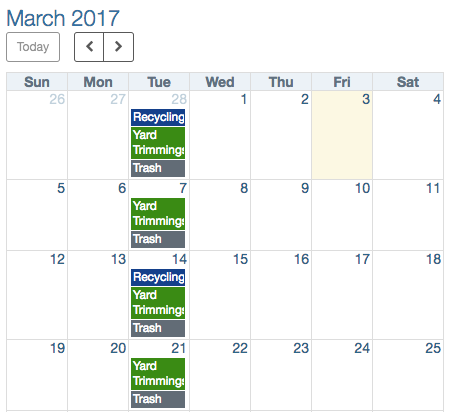 March 2017
Today
Sun Mon Tue Wed Thu Fri Sat
26 27 28 1 2 3 4
Recycling
Yard
Trimmings
Trash
5 6 7 8 9 10 11
Yard
Trimmings
Trash
12 13 14 15 16 17 18
Recycling
Yard
Trimmings
Trash
19 20 21 22 23 24 25
Yard
Trimmings
Trash